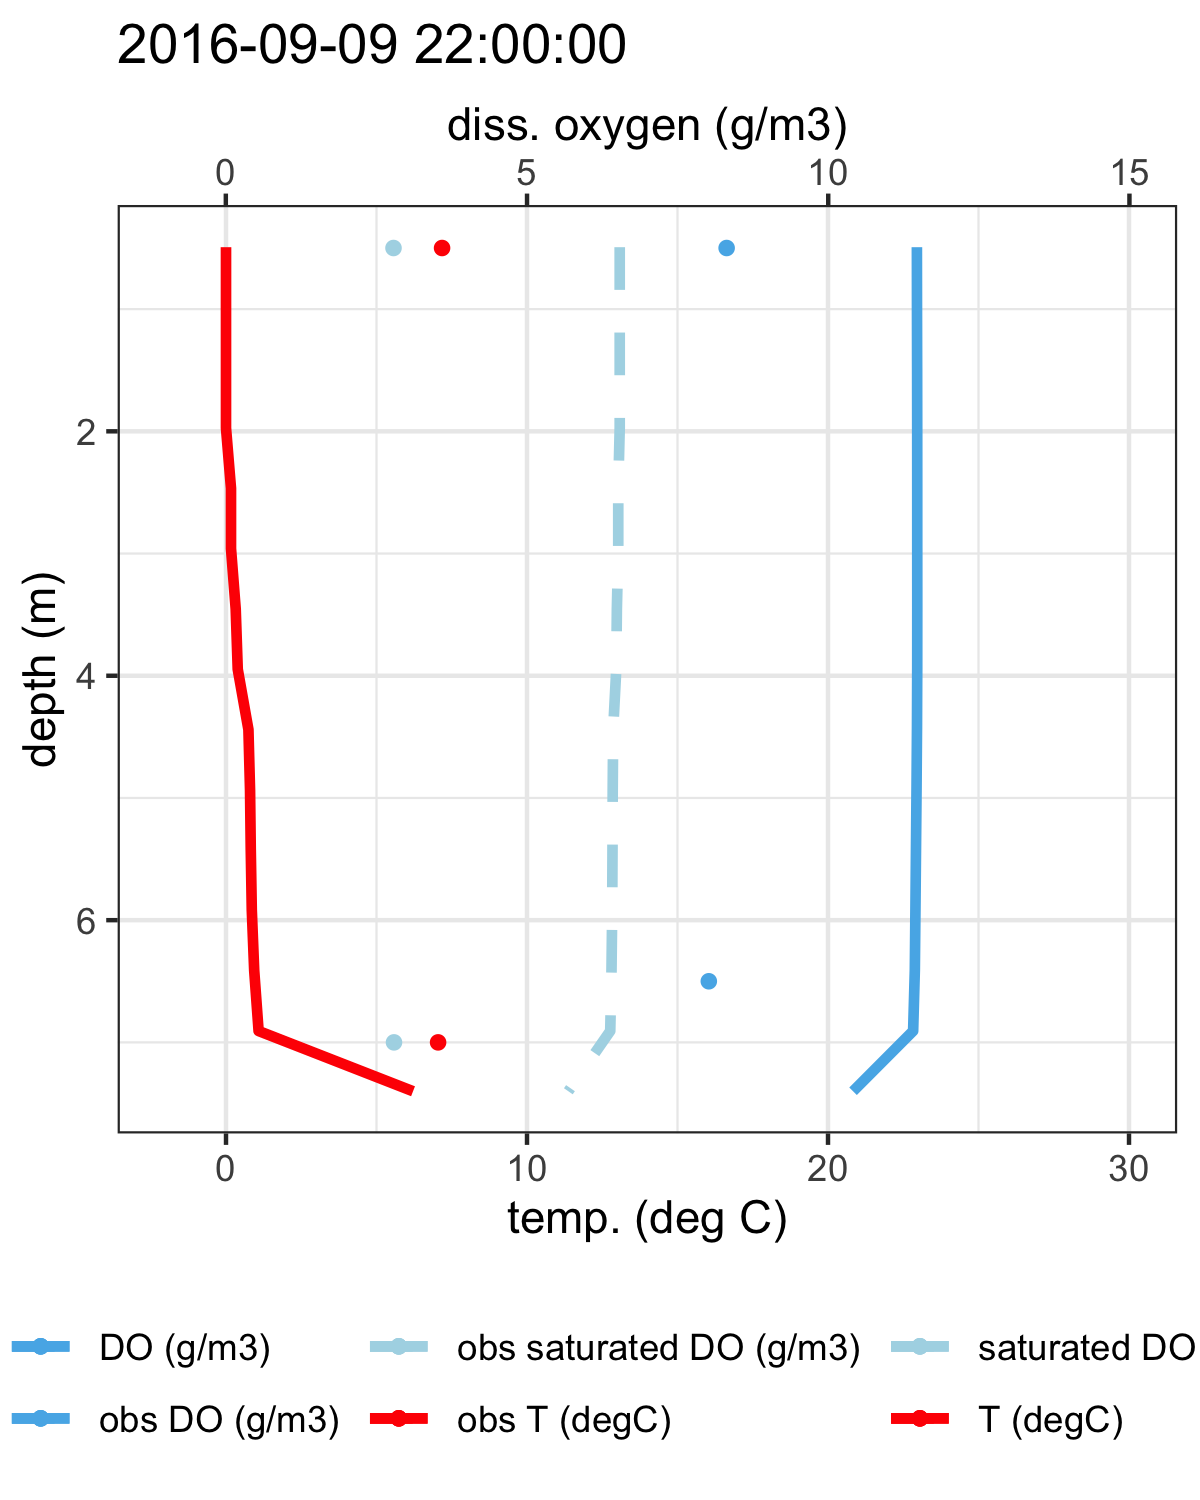 2016-09-09 22:00:00
diss. oxygen (g/m3)
0 5 10 15
depth (m)
2
4
6
0 10 20 30
temp. (deg C)
DO (g/m3) obs saturated DO (g/m3) saturated DO
obs DO (g/m3) obs T (degC) T (degC)